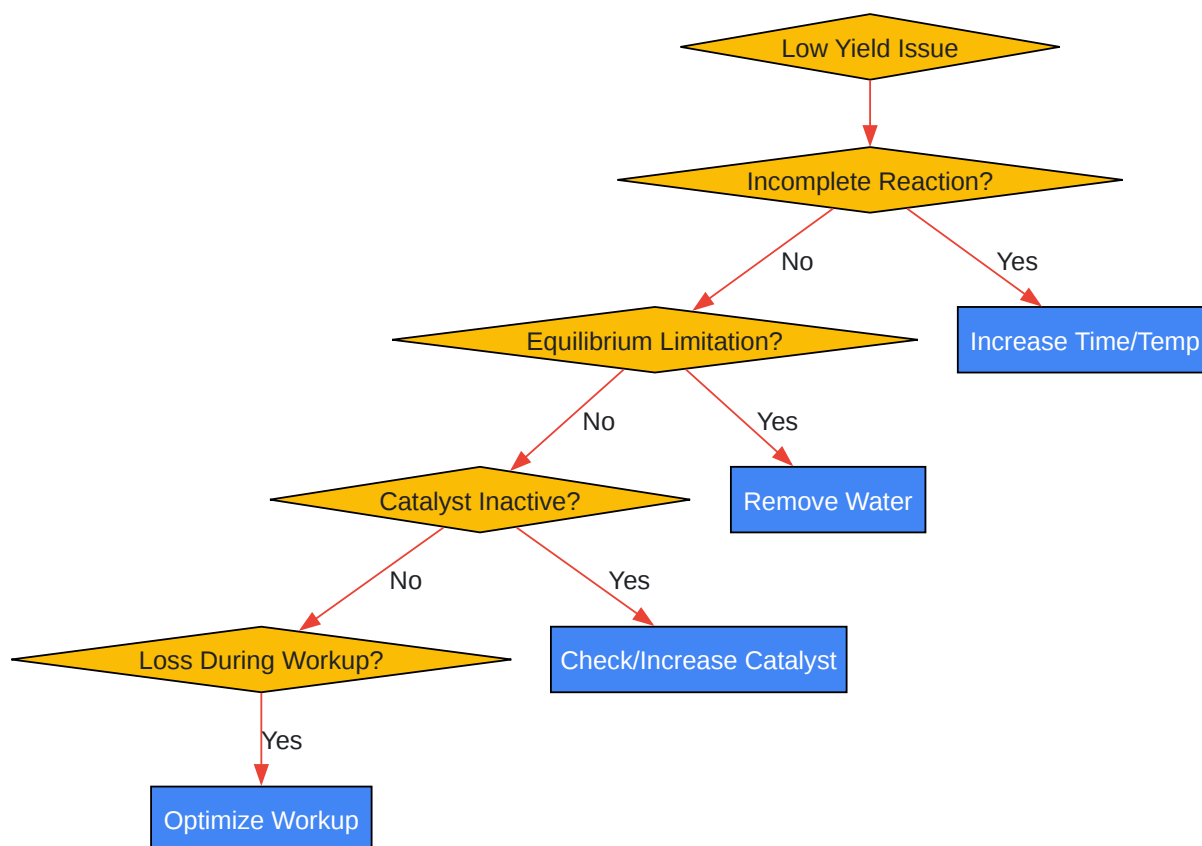 Low Yield Issue
Incomplete Reaction?
No
Yes
Equilibrium Limitation?
Increase Time/Temp
No
Yes
Catalyst Inactive?
Remove Water
No
Yes
Loss During Workup?
Check/Increase Catalyst
Yes
Optimize Workup